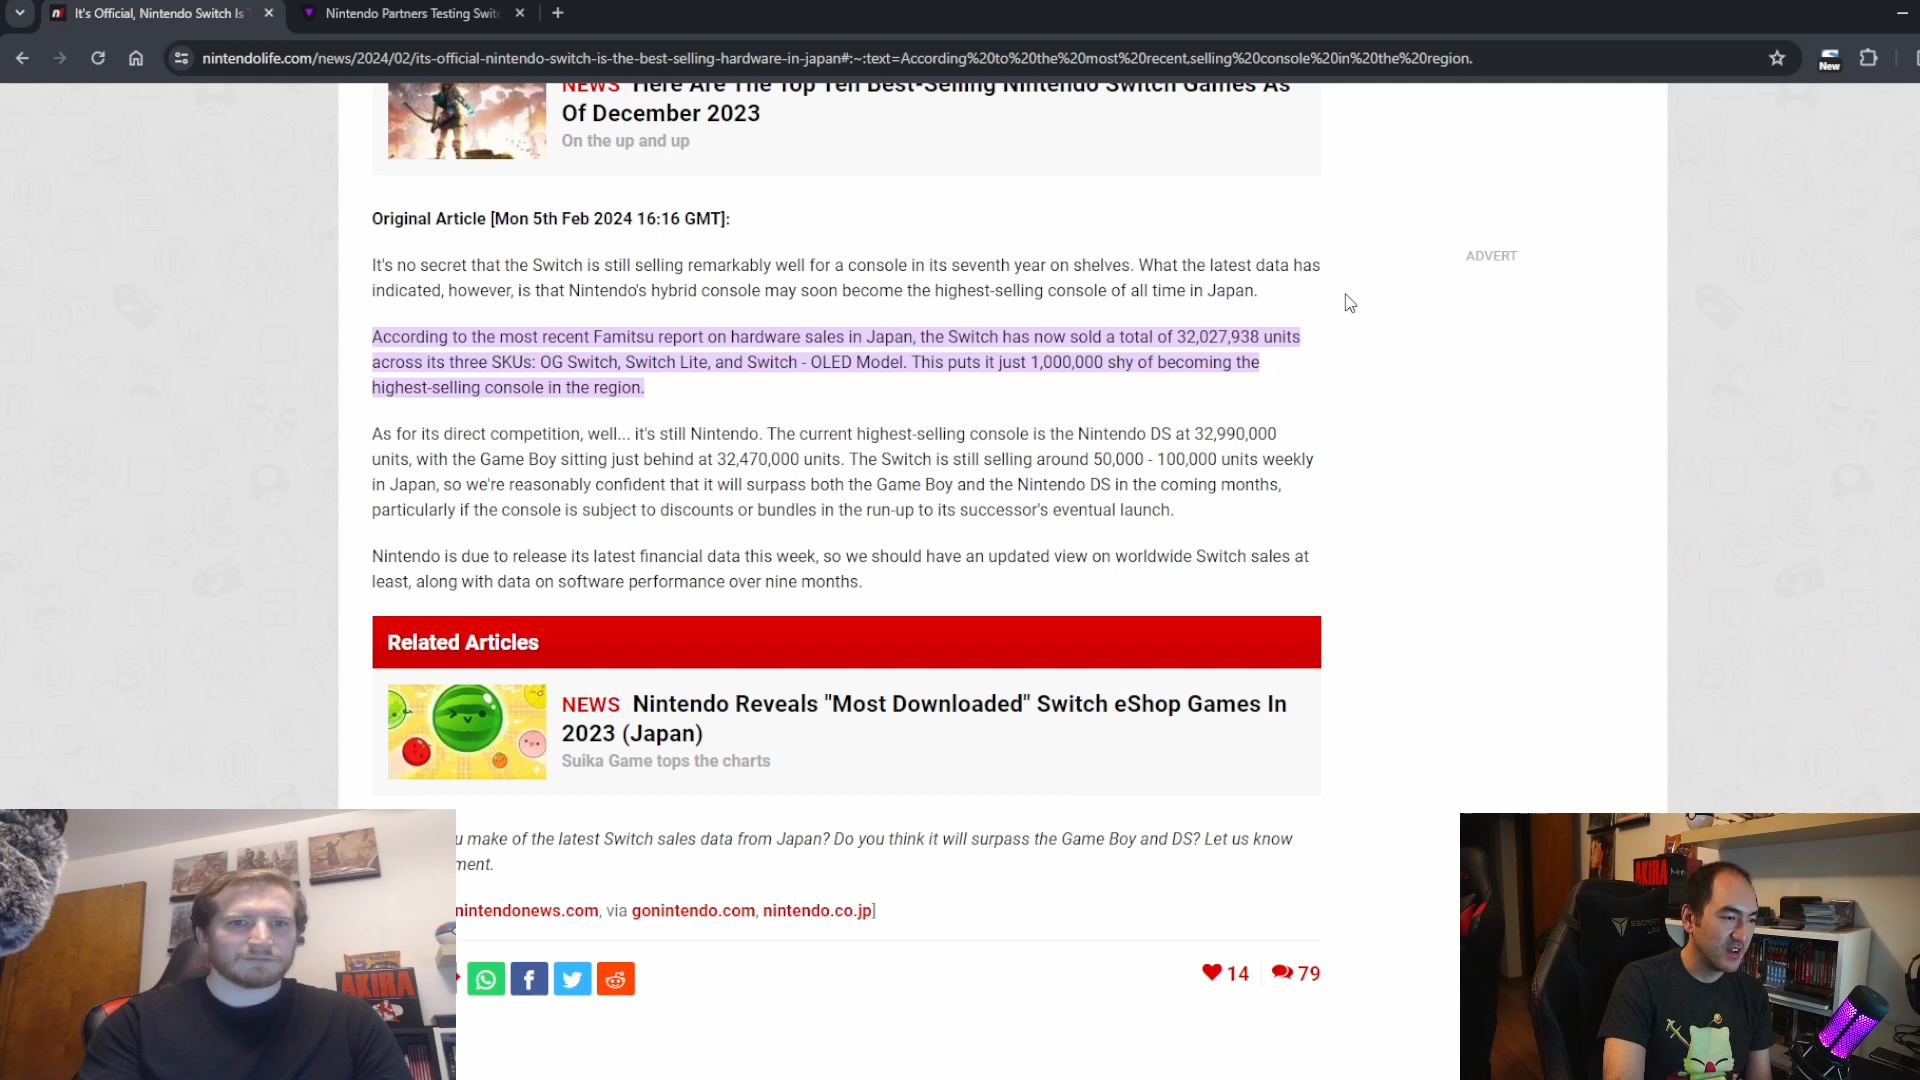 It's Official, Nintendo Switch Is
Nintendo Partners Testing Swit
nintendolife.com/news/2024/02/its-official-nintendo-switch-is-the-best-selling-hardware-in-japan#:~:text=According%20to%20the%20most%20recent,selling%20console%20in%20the%20region.
New
NEWS Here Are The Top Ten Best-Selling Nintendo Switch Games As
Of December 2023
On the up and up
Original Article [Mon 5th Feb 2024 16:16 GMT]:
ADVERT
It's no secret that the Switch is still selling remarkably well for a console in its seventh year on shelves. What the latest data has
indicated, however, is that Nintendo's hybrid console may soon become the highest-selling console of all time in Japan.
According to the most recent Famitsu report on hardware sales in Japan, the Switch has now sold a total of 32,027,938 units
across its three SKUs: OG Switch, Switch Lite, and Switch - OLED Model. This puts it just 1,000,000 shy of becoming the
highest-selling console in the region.
As for its direct competition, well... it's still Nintendo. The current highest-selling console is the Nintendo DS at 32,990,000
units, with the Game Boy sitting just behind at 32,470,000 units. The Switch is still selling around 50,000 - 100,000 units weekly
in Japan, so we're reasonably confident that it will surpass both the Game Boy and the Nintendo DS in the coming months,
particularly if the console is subject to discounts or bundles in the run-up to its successor's eventual launch.
Nintendo is due to release its latest financial data this week, so we should have an updated view on worldwide Switch sales at
least, along with data on software performance over nine months.
Related Articles
NEWS Nintendo Reveals "Most Downloaded" Switch eShop Games In
2023 (Japan)
Suika Game tops the charts
u make of the latest Switch sales data from Japan? Do you think it will surpass the Game Boy and DS? Let us know
ment.
nintendonews.com, via gonintendo.com, nintendo.co.jp]
14 79
AKIRA
AKIRA
SECRETLAB